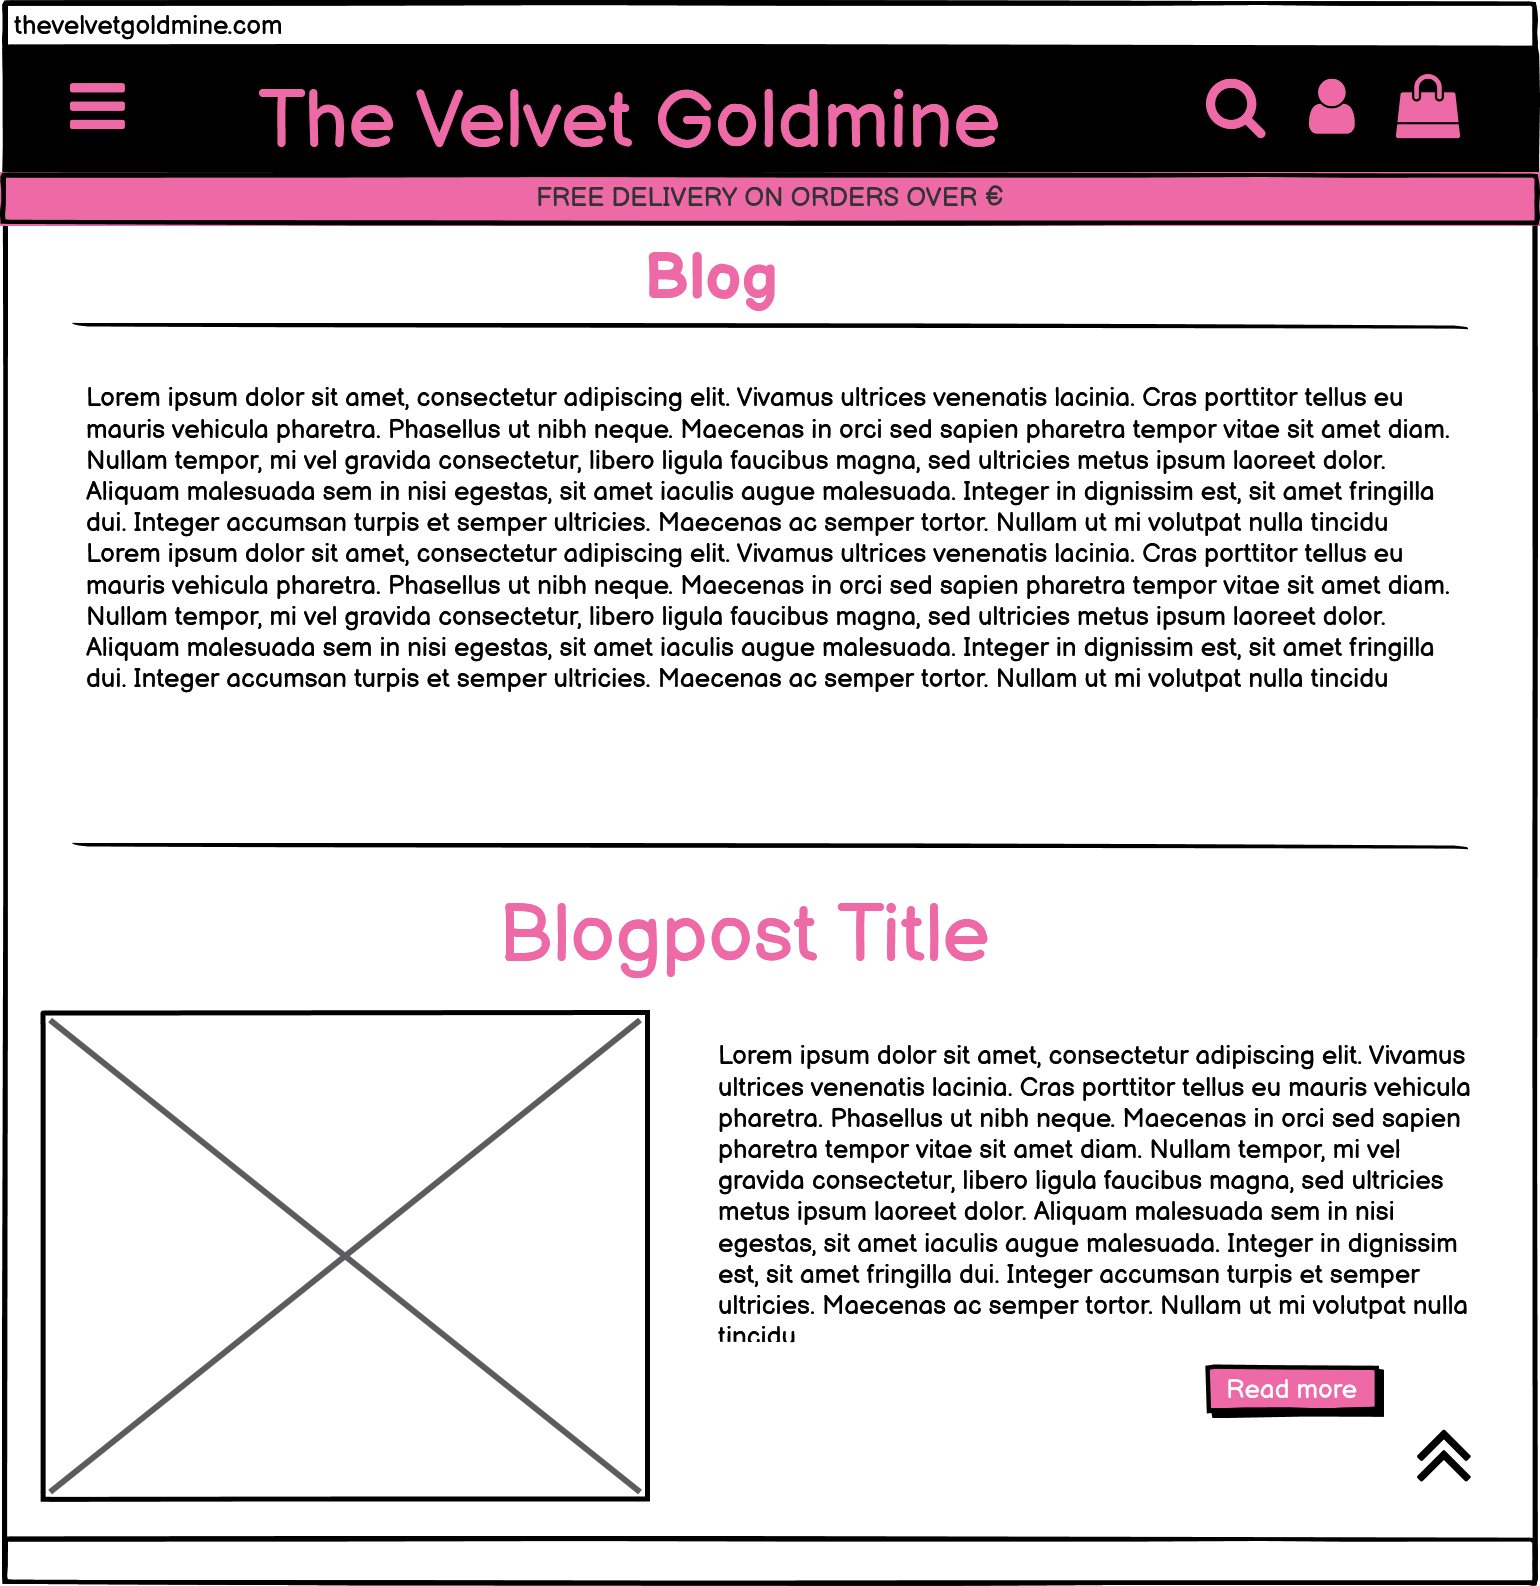 thevelvetgoldmine.com
The Velvet Goldmine
FREE DELIVERY ON ORDERS OVER €
Blog
Lorem ipsum dolor sit amet, consectetur adipiscing elit. Vivamus ultrices venenatis lacinia. Cras porttitor tellus eu
mauris vehicula pharetra. Phasellus ut nibh neque. Maecenas in orci sed sapien pharetra tempor vitae sit amet diam.
Nullam tempor, mi vel gravida consectetur, libero ligula faucibus magna, sed ultricies metus ipsum laoreet dolor.
Aliquam malesuada sem in nisi egestas, sit amet iaculis augue malesuada. Integer in dignissim est, sit amet fringilla
dui. Integer accumsan turpis et semper ultricies. Maecenas ac semper tortor. Nullam ut mi volutpat nulla tincidu
Lorem ipsum dolor sit amet, consectetur adipiscing elit. Vivamus ultrices venenatis lacinia. Cras porttitor tellus eu
mauris vehicula pharetra. Phasellus ut nibh neque. Maecenas in orci sed sapien pharetra tempor vitae sit amet diam.
Nullam tempor, mi vel gravida consectetur, libero ligula faucibus magna, sed ultricies metus ipsum laoreet dolor.
Aliquam malesuada sem in nisi egestas, sit amet iaculis augue malesuada. Integer in dignissim est, sit amet fringilla
dui. Integer accumsan turpis et semper ultricies. Maecenas ac semper tortor. Nullam ut mi volutpat nulla tincidu
Blogpost Title
Lorem ipsum dolor sit amet, consectetur adipiscing elit. Vivamus
ultrices venenatis lacinia. Cras porttitor tellus eu mauris vehicula
pharetra. Phasellus ut nibh neque. Maecenas in orci sed sapien
pharetra tempor vitae sit amet diam. Nullam tempor, mi vel
gravida consectetur, libero ligula faucibus magna, sed ultricies
metus ipsum laoreet dolor. Aliquam malesuada sem in nisi
egestas, sit amet iaculis augue malesuada. Integer in dignissim
est, sit amet fringilla dui. Integer accumsan turpis et semper
ultricies. Maecenas ac semper tortor. Nullam ut mi volutpat nulla
tincidu
Read more